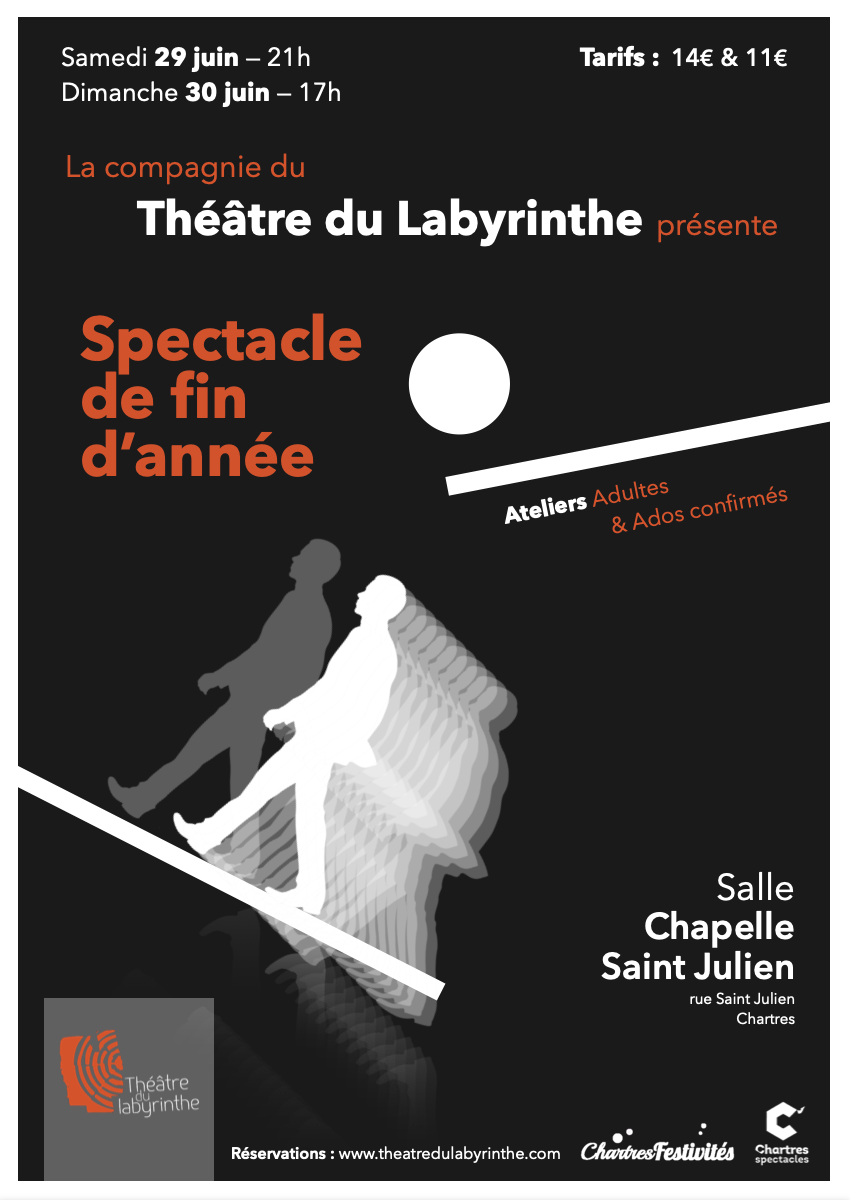 Samedi 29 juin – 21h
Dimanche 30 juin – 17h
Tarifs : 14€ & 11€
La compagnie du
Théâtre du Labyrinthe présente
Spectacle
de fin
d'année
Ateliers Adultes
& Ados confirmés
Salle
Chapelle
Saint Julien
rue Saint Julien
Chartres
Théâtre
du
labyrinthe
Réservations : www.theatredulabyrinthe.com
ChartresFestivités
Chartres
spectacles